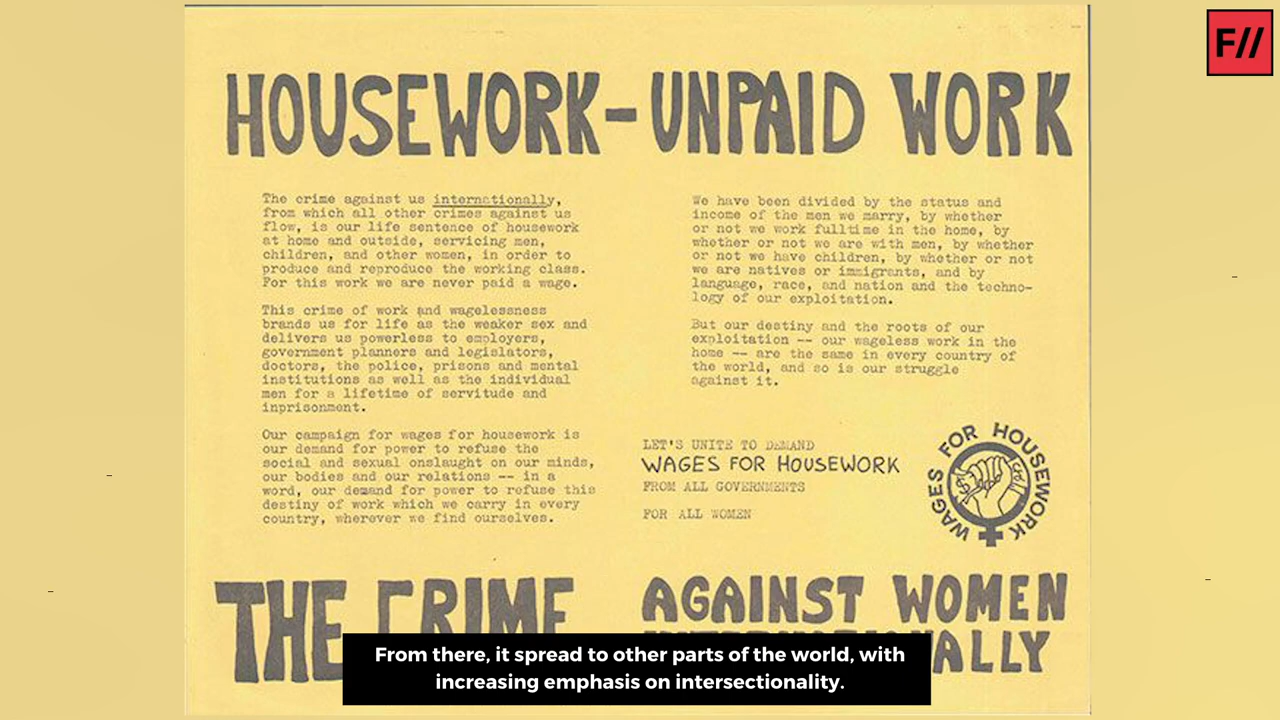 F//
HOUSEWORK-UNPAID WORK
The crime against us internationally,
from which all other crimes against us
flow, is our life sentence of housework
at home and outside, servicing men,
children, and other women, in order to
produce and reproduce the working class.
For this work we are never paid a wage.
This crime of work and wagelessness
brands us for life as the weaker sex and
delivers us powerless to employers,
government planners and legislators,
doctors, the police, prisons and mental
institutions as well as the individual
men for a lifetime of servitude and
inprisonment.
Our campaign for wages for housework is
our demand for power to refuse the
social and sexual onslaught on our minds,
our bodies and our relations -- in a
word, our demand for power to refuse this
destiny of work which we carry in every
country, wherever we find ourselves.
We have been divided by the status and
income of the men we marry, by whether
or not we work fulltime in the home, by
whether or not we are with men, by whether
or not we have children, by whether or not
we are natives or immigrants, and by
language, race, and nation and the techno-
logy of our exploitation.
But our destiny and the roots of our
exploitation -- our wageless work in the
home -- are the same in every country of
the world, and so is our struggle
against it.
LET'S UNITE TO DEMAND
WAGES FOR HOUSEWORK
FROM ALL GOVERNMENTS
FOR ALL WOMEN
WAGES FOR HOUSEWORK
THE CRIME
AGAINST WOMEN
INTERNATIONALLY
From there, it spread to other parts of the world, with
increasing emphasis on intersectionality.